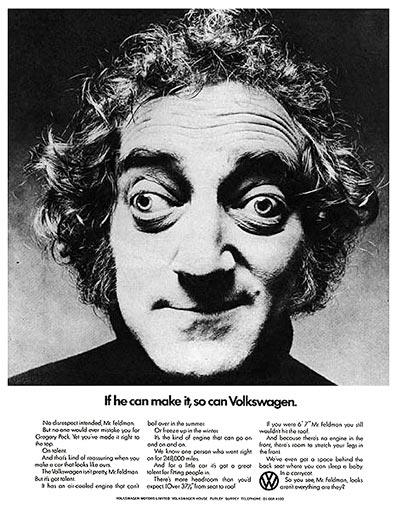 If he can make it, so can Volkswagen.
No disrespect intended, Mr. Feldman.
But no one would ever mistake you for
Gregory Peck. Yet you've made it right to
the top.
On talent.
And that's kind of reassuring when you
make a car that looks like ours.
The Volkswagen isn't pretty, Mr. Feldman
But it's got talent.
It has an air-cooled engine that can't
boil over in the summer.
Or freeze up in the winter.
It's the kind of engine that can go on
and on and on.
We know one person who went right
on for 248,000 miles.
And for a little car it's got a great
talent for fitting people in.
There's more headroom than you'd
expect (Over 37½" from seat to roof
If you were 6' 7" Mr. Feldman you still
wouldn't hit the roof.
And because there's no engine in the
front, there's room to stretch your legs in
the front
We've even got a space behind the
back seat where you can sleep a baby
In a carrycot.
So you see, Mr. Feldman, looks
aren't everything are they?
VW
VOLKSWAGEN MOTORS LIMITED VOLKSWAGEN HOUSE PURLEY SURREY TELEPHONE